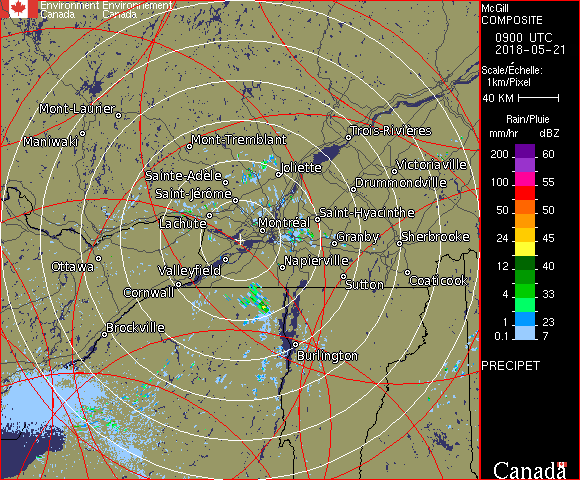 Environment Environnement
Canada Canada
McGill
COMPOSITE
0900 UTC
2018-05-21
Scale/Échelle:
1km/Pixel
40 KM
Rain/Pluie
mm/hr dBZ
200 60
100 55
50 50
24 45
12 40
4 33
1 23
0.1 7
PRECIPET
Canada
Mont-Laurier
Maniwaki
Mont-Tremblant
Trois-Rivières
Sainte-Adèle
Joliette
Victoriaville
Saint-Jérôme
Drummondville
Lachute
Montréal
Saint-Hyacinthe
Granby
Sherbrooke
Ottawa
Valleyfield
Napierville
Cornwall
Sutton
Coaticook
Brockville
Burlington